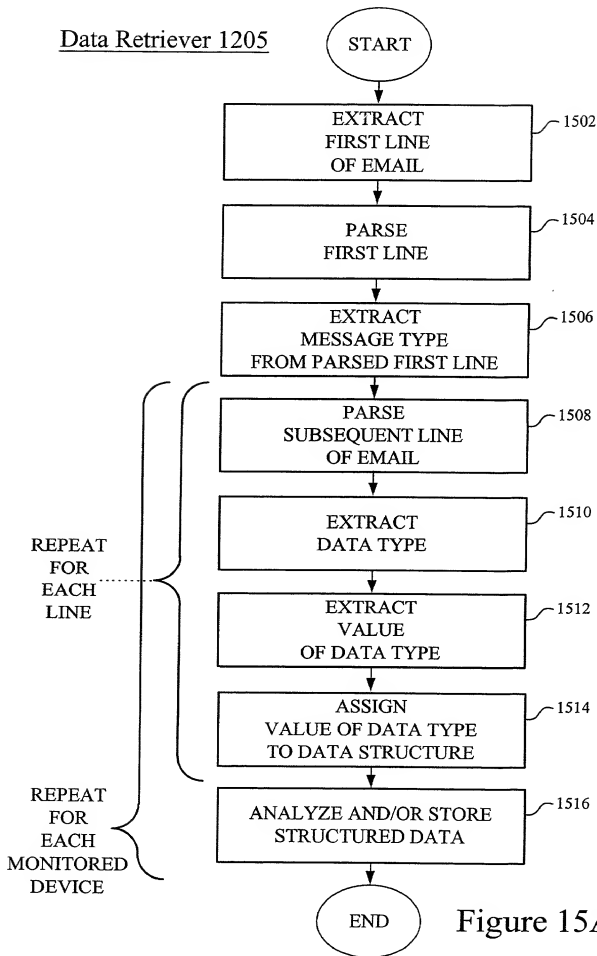 Data Retriever 1205
START
EXTRACT
FIRST LINE
OF EMAIL
1502
PARSE
FIRST LINE
1504
EXTRACT
MESSAGE TYPE
FROM PARSED FIRST LINE
1506
PARSE
SUBSEQUENT LINE
OF EMAIL
1508
EXTRACT
DATA TYPE
1510
REPEAT
FOR
EACH
LINE
EXTRACT
VALUE
OF DATA TYPE
1512
ASSIGN
VALUE OF DATA TYPE
TO DATA STRUCTURE
1514
REPEAT
FOR
EACH
MONITORED
DEVICE
ANALYZE AND/OR STORE
STRUCTURED DATA
1516
END
Figure 15A